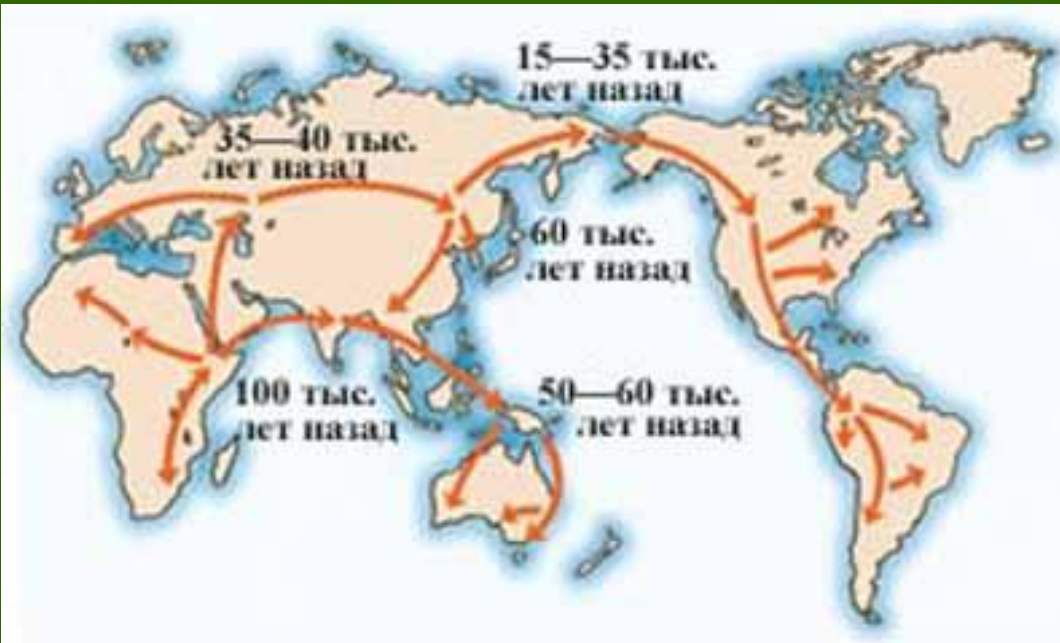 15—35 тыс.
лет назад
35—40 тыс.
лет назад
60 тыс.
лет назад
100 тыс.
лет назад
50—60 тыс.
лет назад